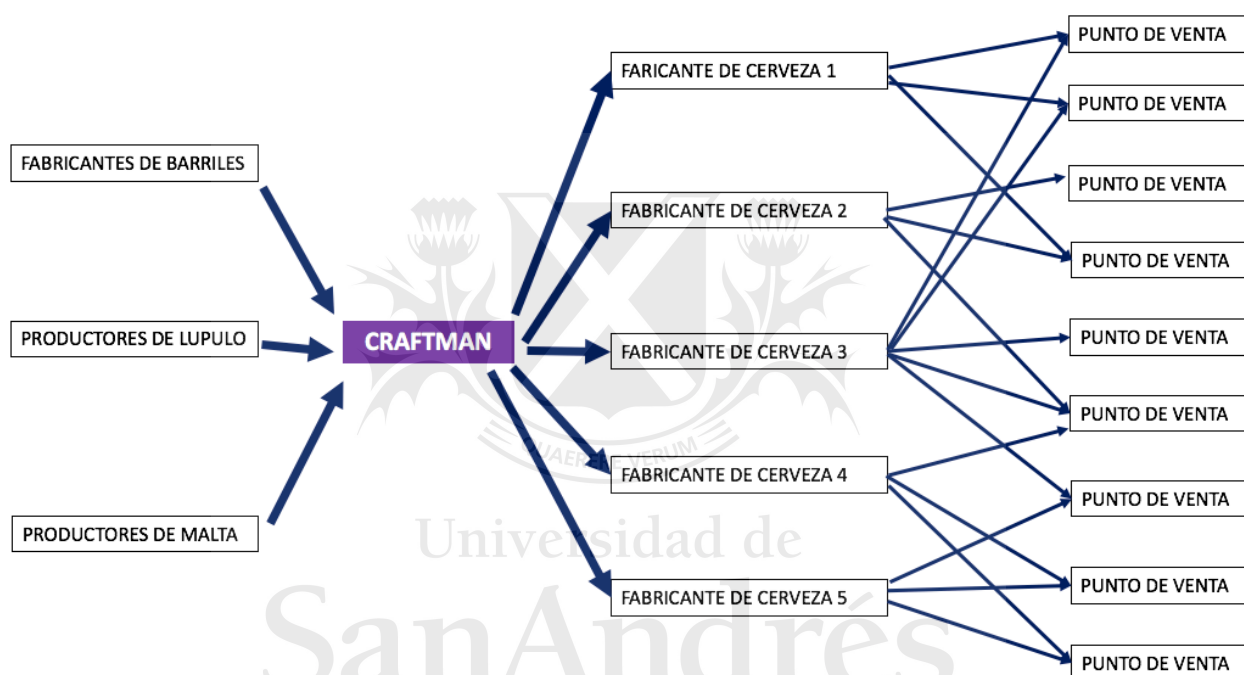 PUNTO DE VENTA
FARICANTE DE CERVEZA 1
PUNTO DE VENTA
FABRICANTES DE BARRILES
PUNTO DE VENTA
FABRICANTE DE CERVEZA 2
PUNTO DE VENTA
PRODUCTORES DE LUPULO
CRAFTMAN
FABRICANTE DE CERVEZA 3
PUNTO DE VENTA
PUNTO DE VENTA
QUAERERE VERUM
FABRICANTE DE CERVEZA 4
PUNTO DE VENTA
PRODUCTORES DE MALTA
Universidad de
SanAndrés
FABRICANTE DE CERVEZA 5
PUNTO DE VENTA
PUNTO DE VENTA